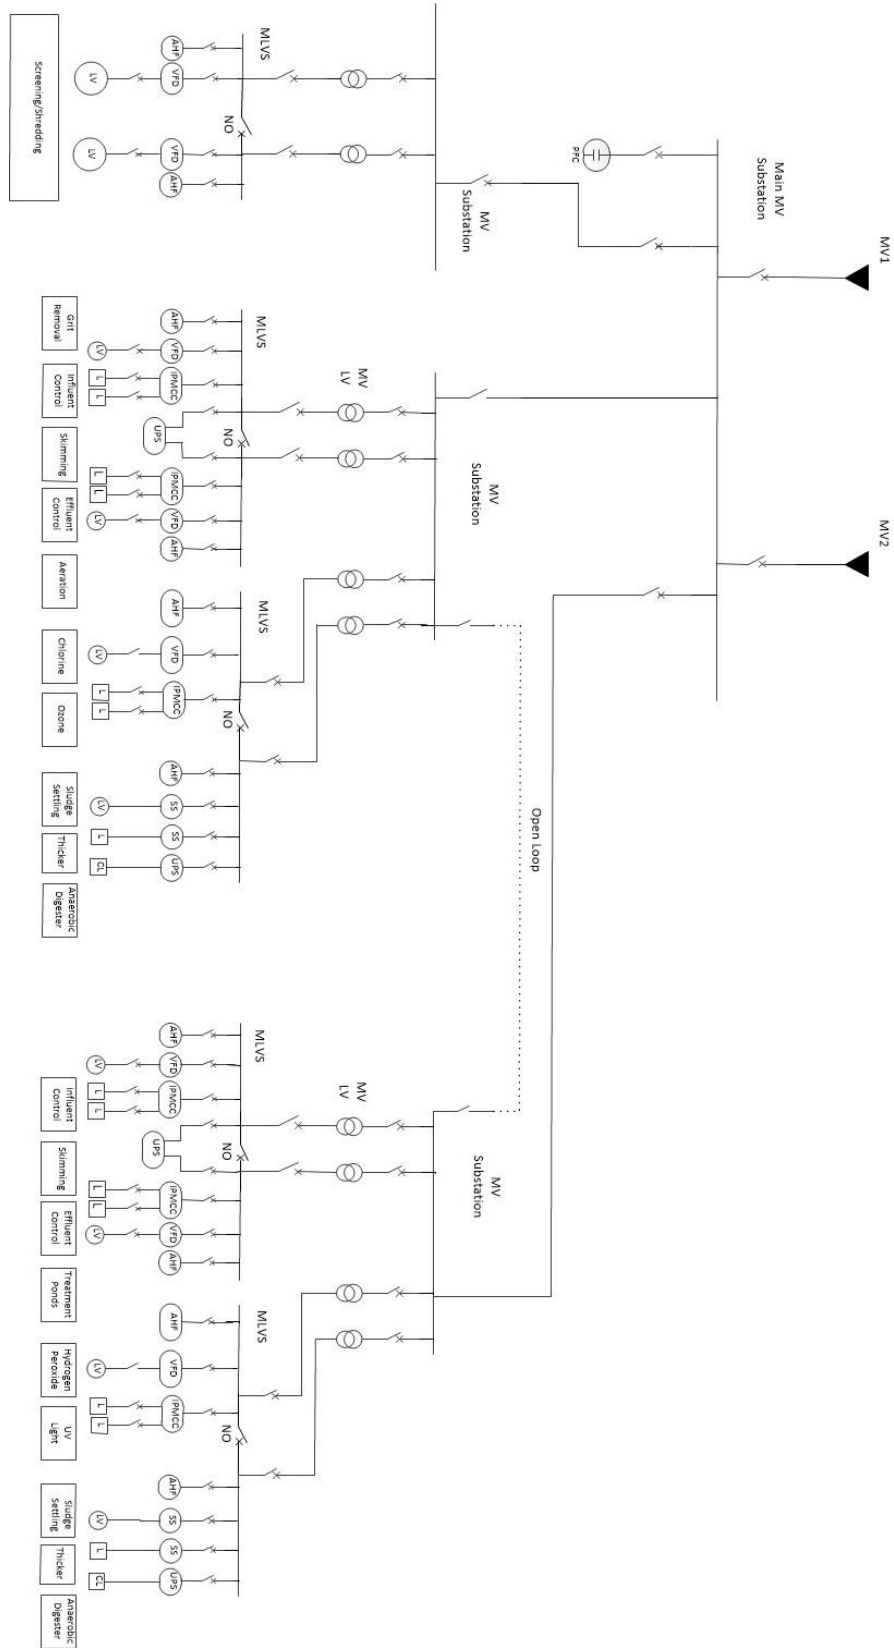 MV1
MV2
Main MV
Substation
PFC
Open Loop
MV
Substation
MV
Substation
MV
Substation
MV
LV
MV
LV
MLVS
NO
AHF
VFD
VFD
AHF
LV
LV
Screening/Shredding
MLVS
NO
AHF
VFD
IPMCC
UPS
IPMCC
VFD
AHF
LV
L
L
L
L
LV
MLVS
NO
AHF
VFD
IPMCC
AHF
SS
SS
UPS
LV
L
L
LV
L
CL
Grit
Removal
Influent
Control
Skimming
Effluent
Control
Aeration
Chlorine
Ozone
Sludge
Settling
Thicker
Anaerobic
Digester
MLVS
NO
AHF
VFD
IPMCC
UPS
IPMCC
VFD
AHF
LV
L
L
L
L
LV
MLVS
NO
AHF
VFD
IPMCC
AHF
SS
SS
UPS
LV
L
L
LV
L
CL
Influent
Control
Skimming
Effluent
Control
Treatment
Ponds
Hydrogen
Peroxide
UV
Light
Sludge
Settling
Thicker
Anaerobic
Digester